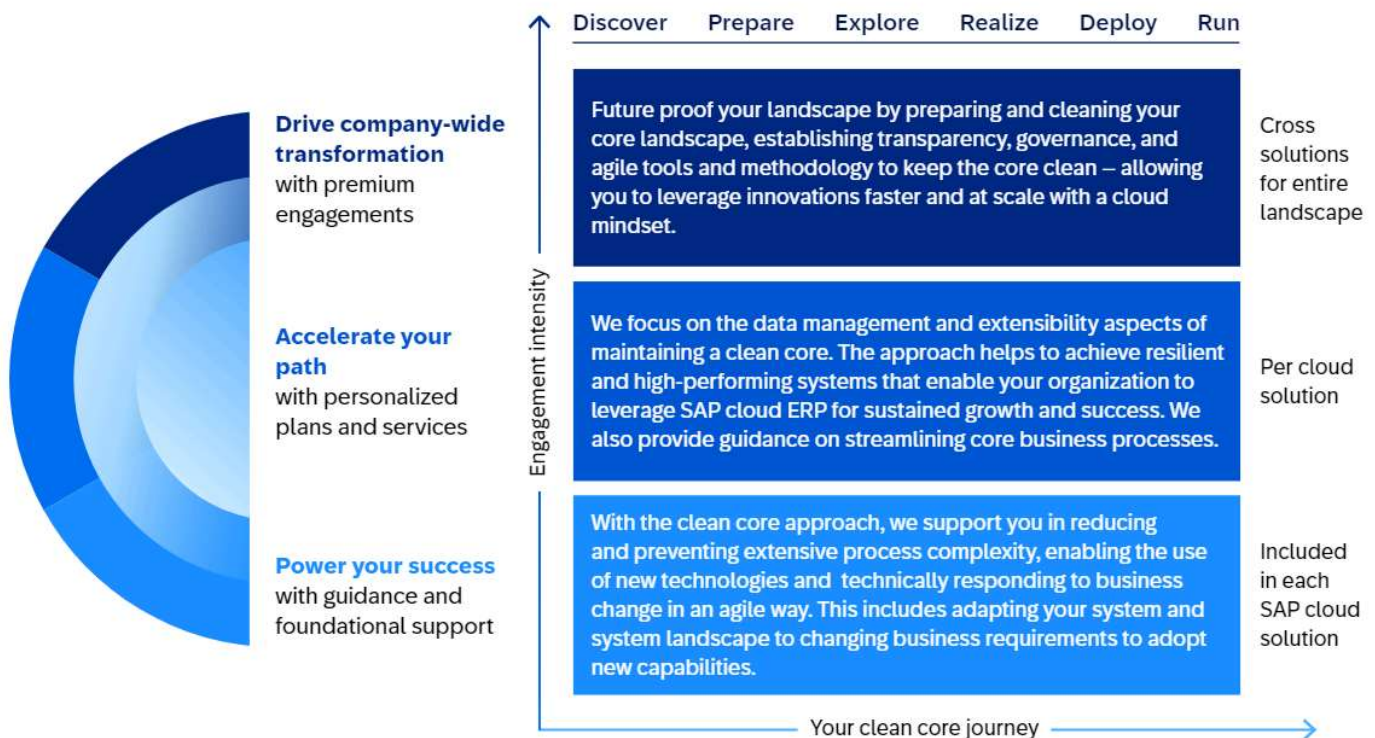 Discover Prepare Explore Realize Deploy Run
Drive company-wide
transformation
with premium
engagements
Future proof your landscape by preparing and cleaning your
core landscape, establishing transparency, governance, and
agile tools and methodology to keep the core clean – allowing
you to leverage innovations faster and at scale with a cloud
mindset.
Cross
solutions
for entire
landscape
Engagement intensity
Accelerate your
path
with personalized
plans and services
We focus on the data management and extensibility aspects of
maintaining a clean core. The approach helps to achieve resilient
and high-performing systems that enable your organization to
leverage SAP cloud ERP for sustained growth and success. We
also provide guidance on streamlining core business processes.
Per cloud
solution
Power your success
with guidance and
foundational support
With the clean core approach, we support you in reducing
and preventing extensive process complexity, enabling the use
of new technologies and technically responding to business
change in an agile way. This includes adapting your system and
system landscape to changing business requirements to adopt
new capabilities.
Included
in each
SAP cloud
solution
Your clean core journey